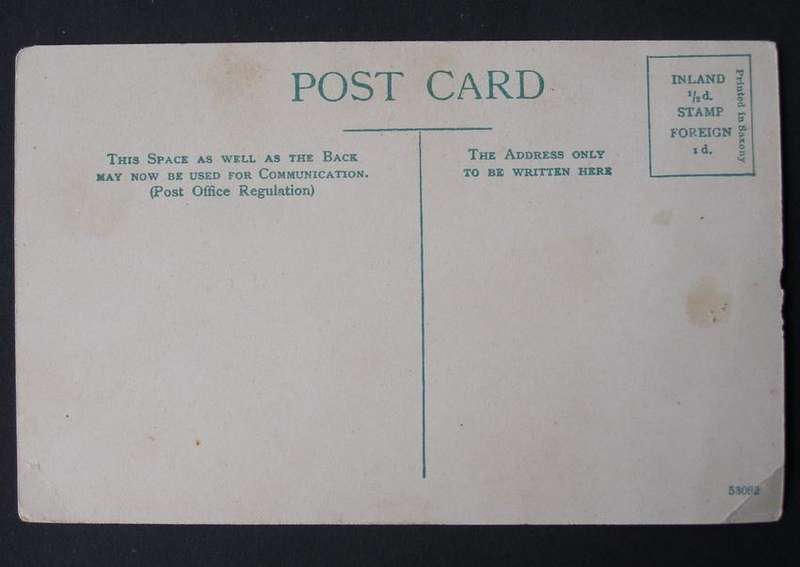 POST CARD
THIS SPACE AS WELL AS THE BACK
MAY NOW BE USED FOR COMMUNICATION.
(Post Office Regulation)
THE ADDRESS ONLY
TO BE WRITTEN HERE
INLAND
1/2d.
STAMP
FOREIGN
1d.
Printed in Saxony